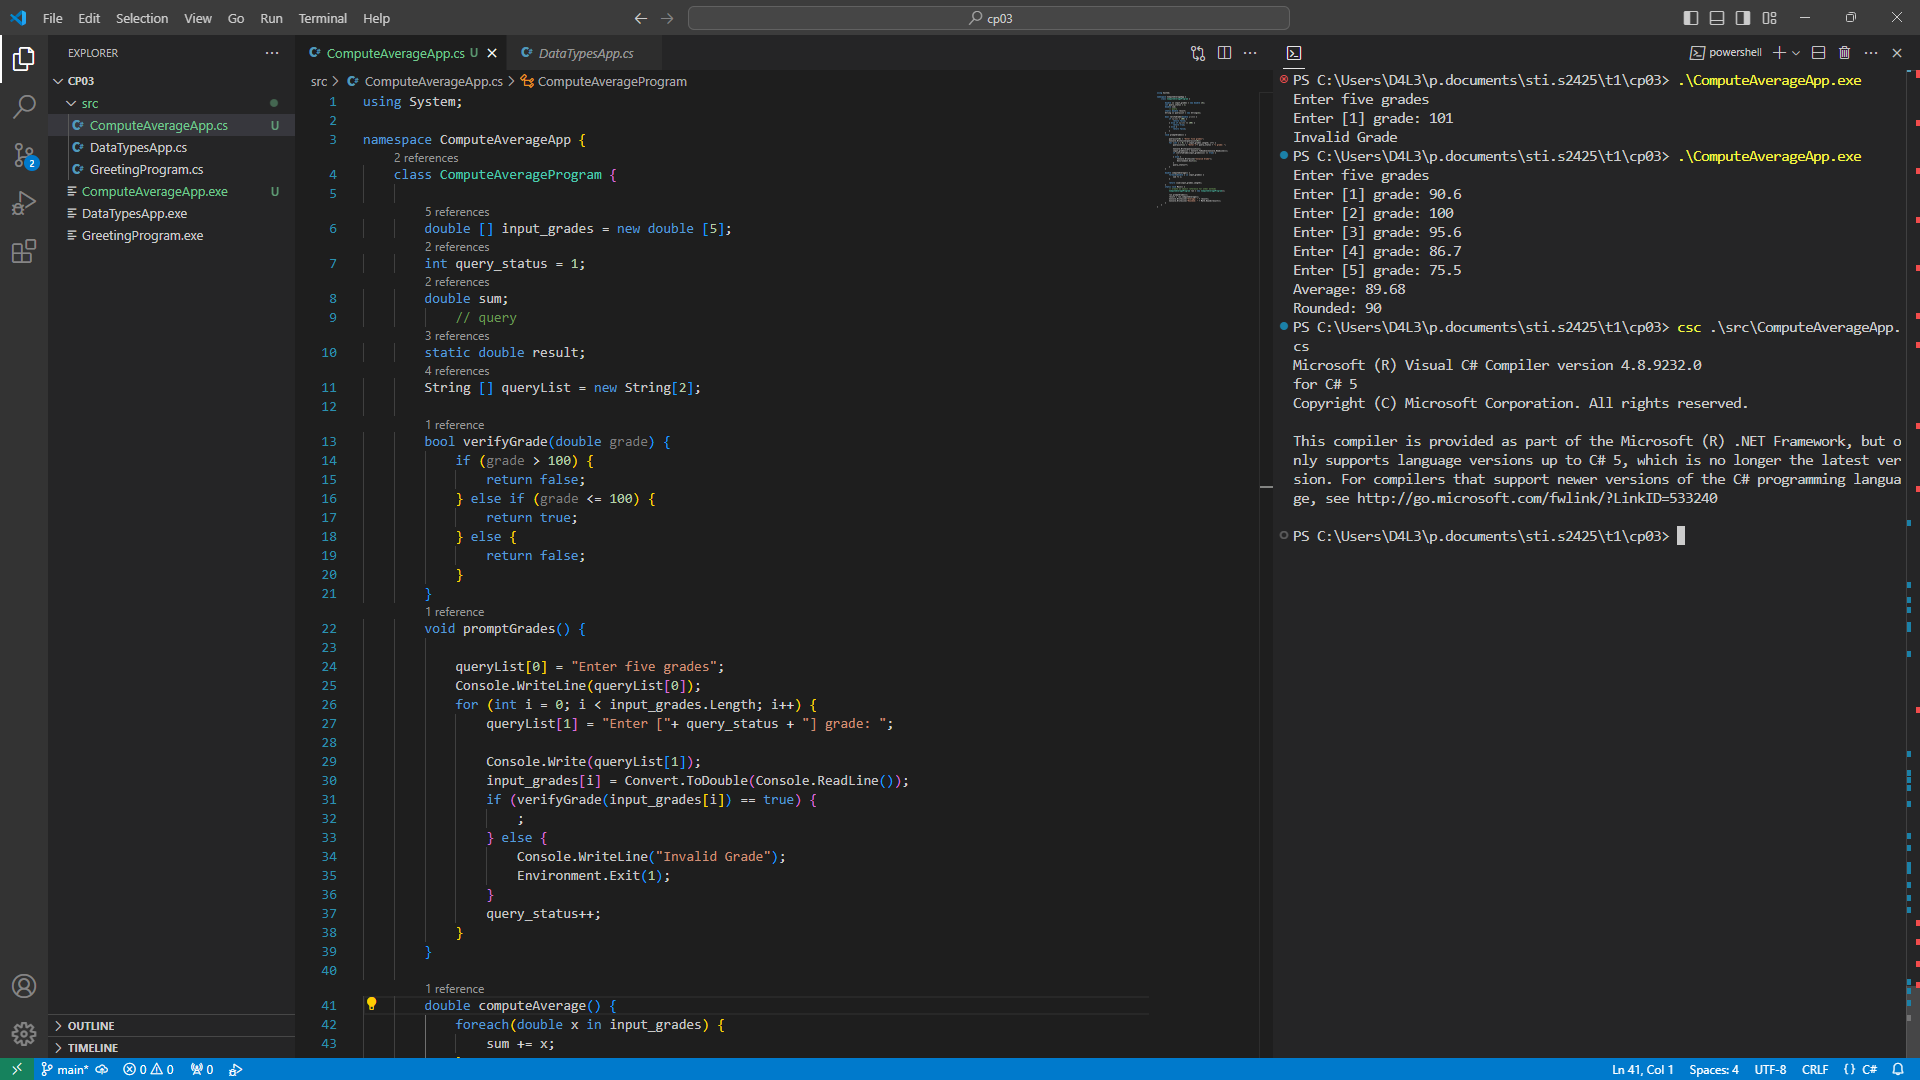 File Edit Selection View Go Run Terminal Help
cp03
EXPLORER
CP03
src
ComputeAverageApp.cs U
DataTypesApp.cs
GreetingProgram.cs
ComputeAverageApp.exe U
DataTypesApp.exe
GreetingProgram.exe
OUTLINE
TIMELINE
2
ComputeAverageApp.cs U
DataTypesApp.cs
src > ComputeAverageApp.cs > ComputeAverageProgram
1 using System;
2
3 namespace ComputeAverageApp {
2 references
4 class ComputeAverageProgram {
5
5 references
6 double [] input_grades = new double [5];
2 references
7 int query_status = 1;
2 references
8 double sum;
9 // query
3 references
10 static double result;
4 references
11 String [] queryList = new String[2];
12
1 reference
13 bool verifyGrade(double grade) {
14 if (grade > 100) {
15 return false;
16 } else if (grade <= 100) {
17 return true;
18 } else {
19 return false;
20 }
21 }
1 reference
22 void promptGrades() {
23
24 queryList[0] = "Enter five grades";
25 Console.WriteLine(queryList[0]);
26 for (int i = 0; i < input_grades.Length; i++) {
27 queryList[1] = "Enter ["+ query_status + "] grade: ";
28
29 Console.Write(queryList[1]);
30 input_grades[i] = Convert.ToDouble(Console.ReadLine());
31 if (verifyGrade(input_grades[i]) == true) {
32 ;
33 } else {
34 Console.WriteLine("Invalid Grade");
35 Environment.Exit(1);
36 }
37 query_status++;
38 }
39 }
40
1 reference
41 double computeAverage() {
42 foreach(double x in input_grades) {
43 sum += x;
powershell
PS C:\Users\D4L3\p.documents\sti.s2425\t1\cp03> .\ComputeAverageApp.exe
Enter five grades
Enter [1] grade: 101
Invalid Grade
PS C:\Users\D4L3\p.documents\sti.s2425\t1\cp03> .\ComputeAverageApp.exe
Enter five grades
Enter [1] grade: 90.6
Enter [2] grade: 100
Enter [3] grade: 95.6
Enter [4] grade: 86.7
Enter [5] grade: 75.5
Average: 89.68
Rounded: 90
PS C:\Users\D4L3\p.documents\sti.s2425\t1\cp03> csc .\src\ComputeAverageApp.
cs
Microsoft (R) Visual C# Compiler version 4.8.9232.0
for C# 5
Copyright (C) Microsoft Corporation. All rights reserved.
This compiler is provided as part of the Microsoft (R) .NET Framework, but o
nly supports language versions up to C# 5, which is no longer the latest ver
sion. For compilers that support newer versions of the C# programming langua
ge, see http://go.microsoft.com/fwlink/?LinkID=533240
PS C:\Users\D4L3\p.documents\sti.s2425\t1\cp03>
main* 0 0 0
Ln 41, Col 1 Spaces: 4 UTF-8 CRLF {} C#